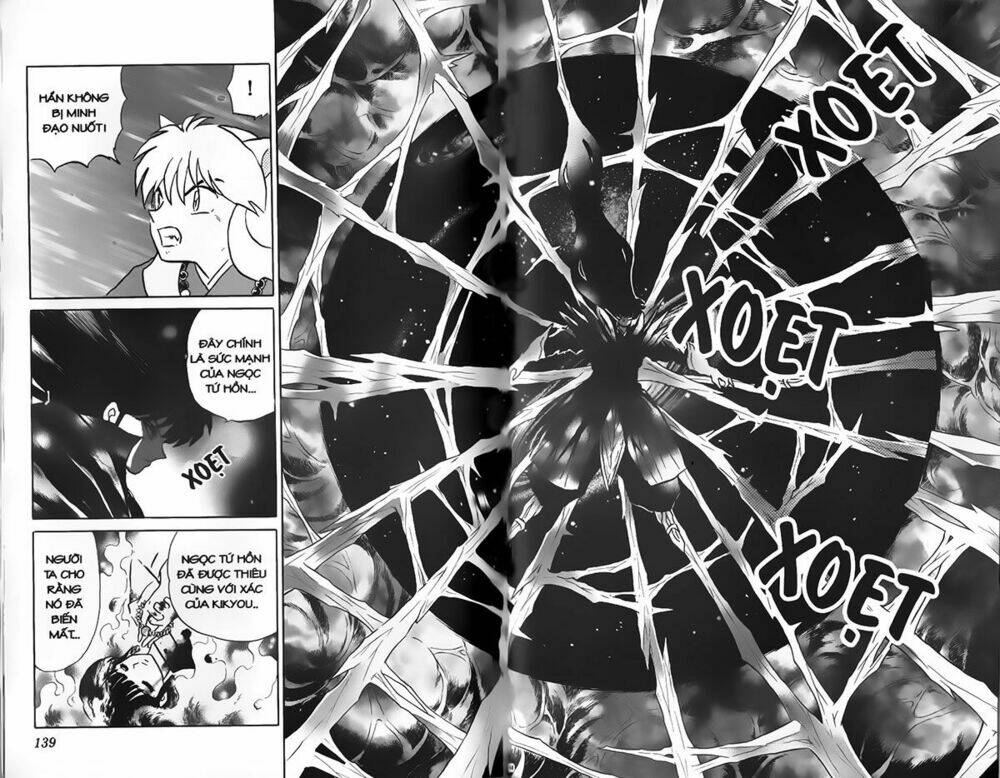 XOẸT
XOẸT
XOẸT
!
HẮN KHÔNG
BỊ MINH
ĐẠO NUỐT!
ĐÂY CHÍNH
LÀ SỨC MẠNH
CỦA NGỌC
TỨ HỒN...
XOẸT
NGỌC TỨ HỒN
ĐÃ ĐƯỢC THIÊU
CÙNG VỚI XÁC
CỦA KIKYOU..
NGƯỜI
TA CHO
RẰNG
NÓ ĐÃ
BIẾN
MẤT...
139